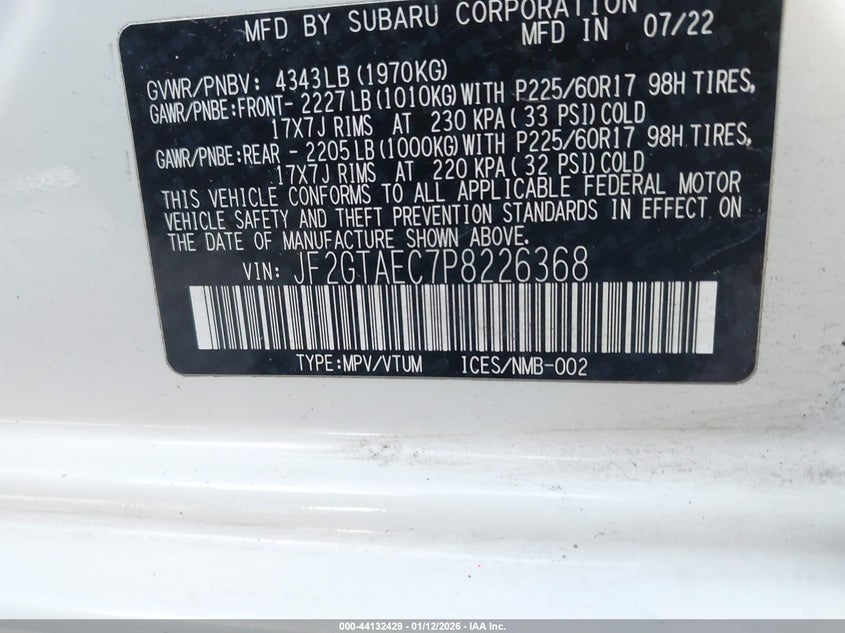 MFD BY SUBARU CORPORATION
MFD IN 07/22
GVWR/PNBV: 4343LB(1970KG)
GAWR/PNBE:FRONT- 2227LB(1010KG)WITH P225/60R17 98H TIRES,
17X7J RIMS AT 230 KPA(33 PSI)COLD
GAWR/PNBE:REAR - 2205LB(1000KG)WITH P225/60R17 98H TIRES,
17X7J RIMS AT 220 KPA(32 PSI)COLD
THIS VEHICLE CONFORMS TO ALL APPLICABLE FEDERAL MOTOR
VEHICLE SAFETY AND THEFT PREVENTION STANDARDS IN EFFECT ON
THE DATE OF MANUFACTURE SHOWN ABOVE.
VIN: JF2GTAEC7P8226368
TYPE:MPV/VTUM ICES/NMB-002
000-44132429 - 01/12/2026 - IAA Inc.